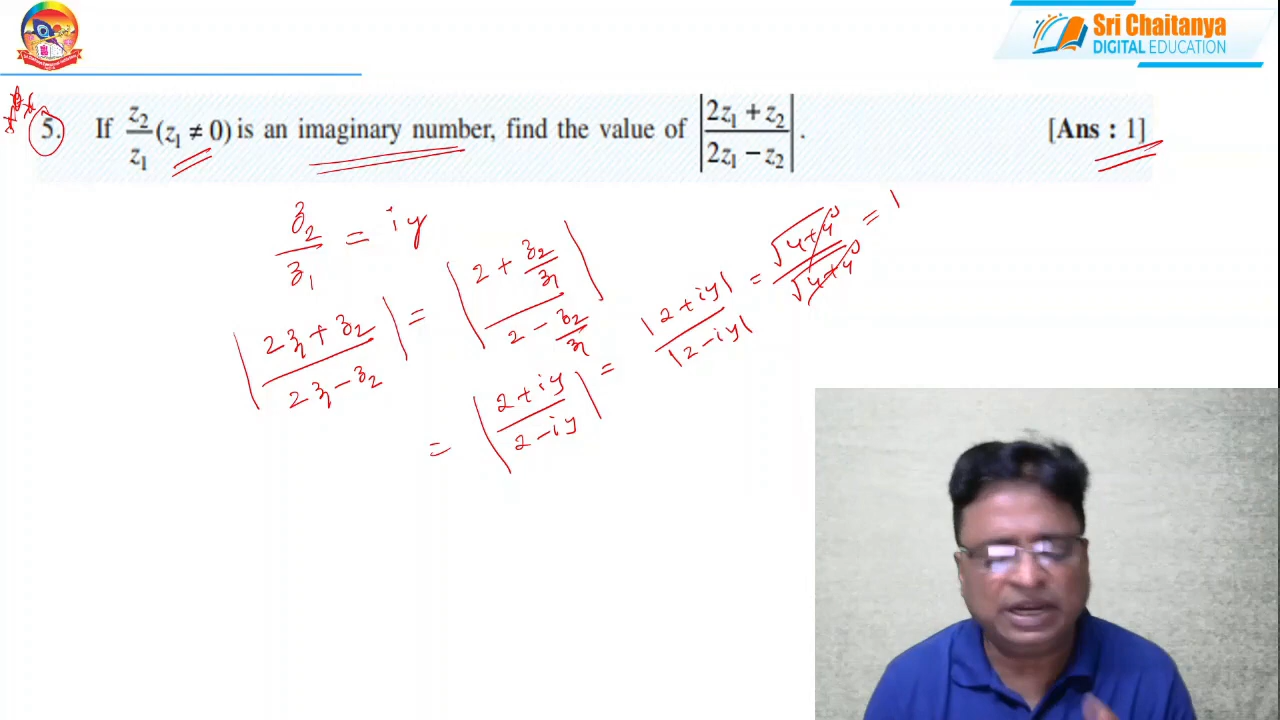 Sri Chaitanya
DIGITAL EDUCATION
5. If z₂/z₁ (z₁ ≠ 0) is an imaginary number, find the value of |(2z₁ + z₂)/(2z₁ − z₂)|. [Ans : 1]
z₂/z₁ = iy
|(2z₁ + z₂)/(2z₁ − z₂)| = |(2 + z₂/z₁)/(2 − z₂/z₁)|
= |(2 + iy)/(2 − iy)| = |2 + iy|/|2 − iy| = √(4+y²)/√(4+y²) = 1